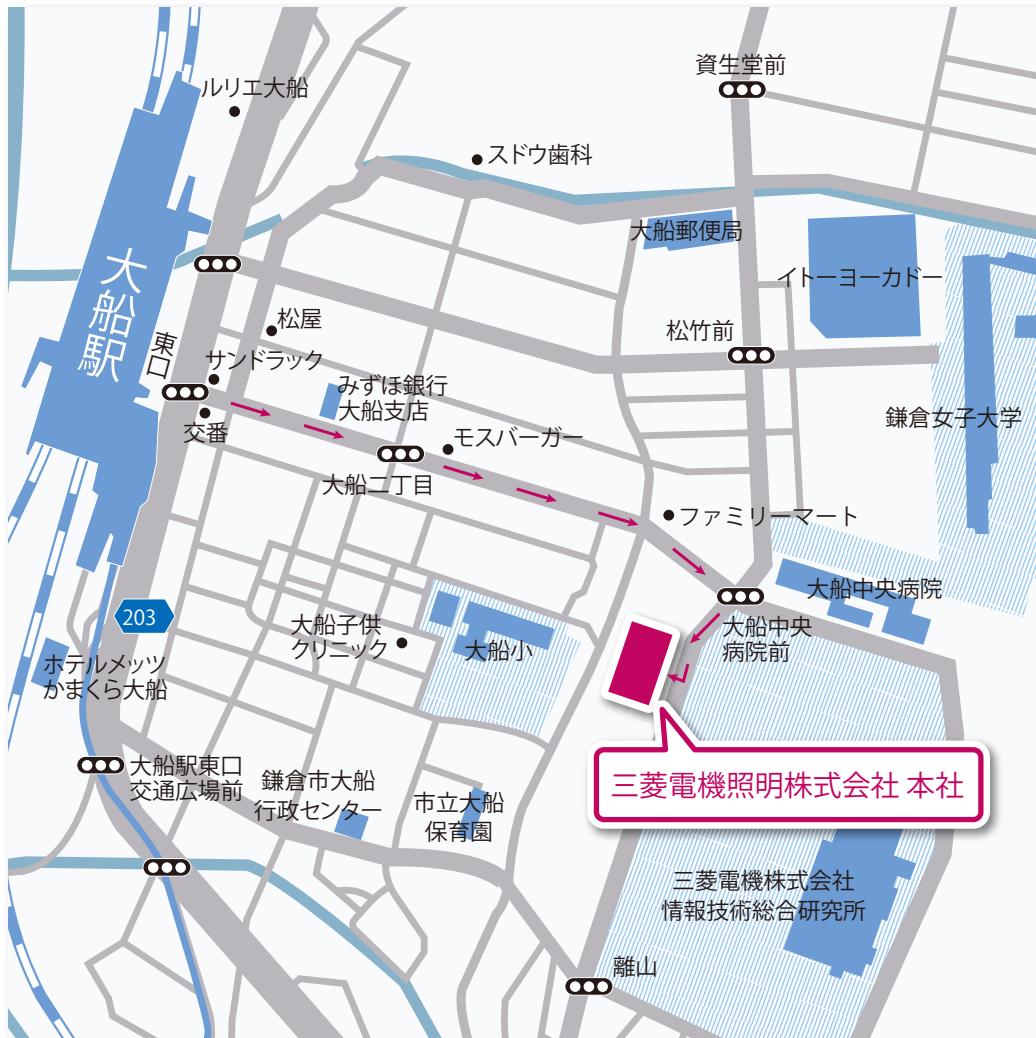 資生堂前
ルリエ大船
スドウ歯科
大船郵便局
イトーヨーカドー
大船駅
東口
松屋
松竹前
サンドラック
みずほ銀行
大船支店
鎌倉女子大学
交番
モスバーガー
大船二丁目
ファミリーマート
大船中央病院
203
大船子供
クリニック
大船小
大船中央
病院前
ホテルメッツ
かまくら大船
大船駅東口
交通広場前
鎌倉市大船
行政センター
市立大船
保育園
三菱電機照明株式会社 本社
三菱電機株式会社
情報技術総合研究所
離山